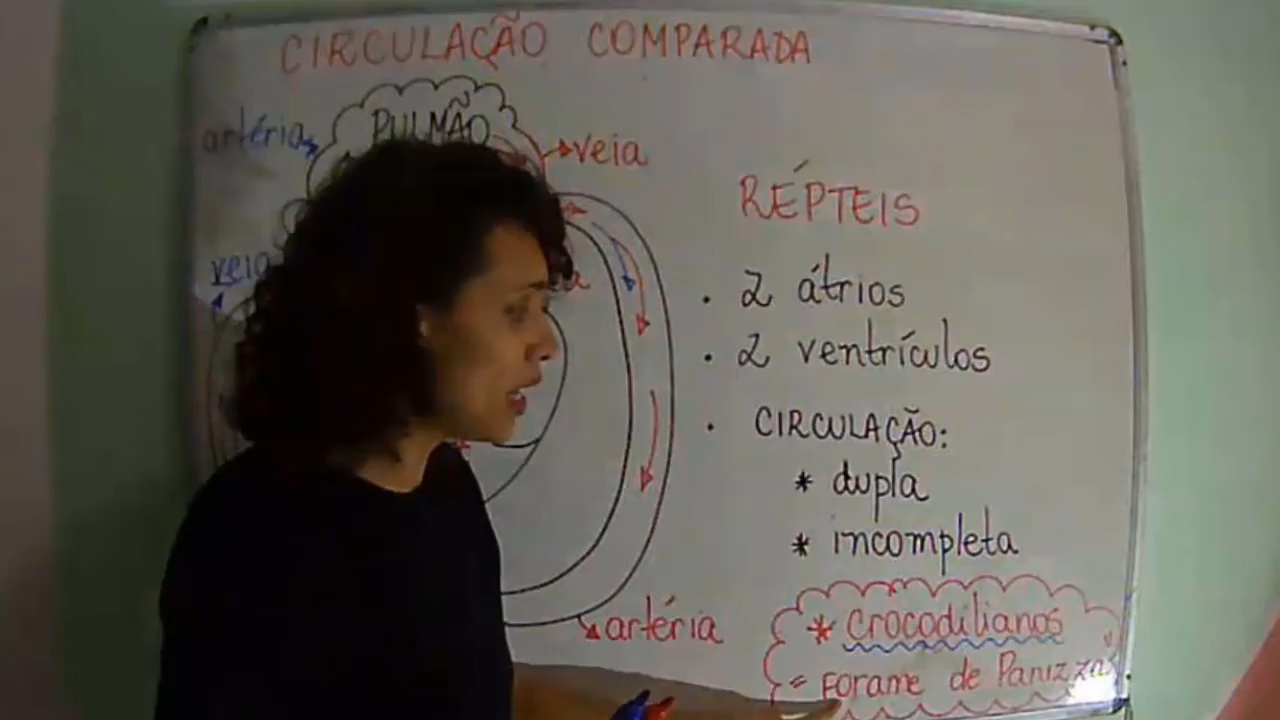 CIRCULAÇÃO COMPARADA
artéria
PULMÃO
veia
veia
RÉPTEIS
. 2 átrios
. 2 ventrículos
. CIRCULAÇÃO:
* dupla
* incompleta
artéria
* crocodilianos
= Forame de Panizza